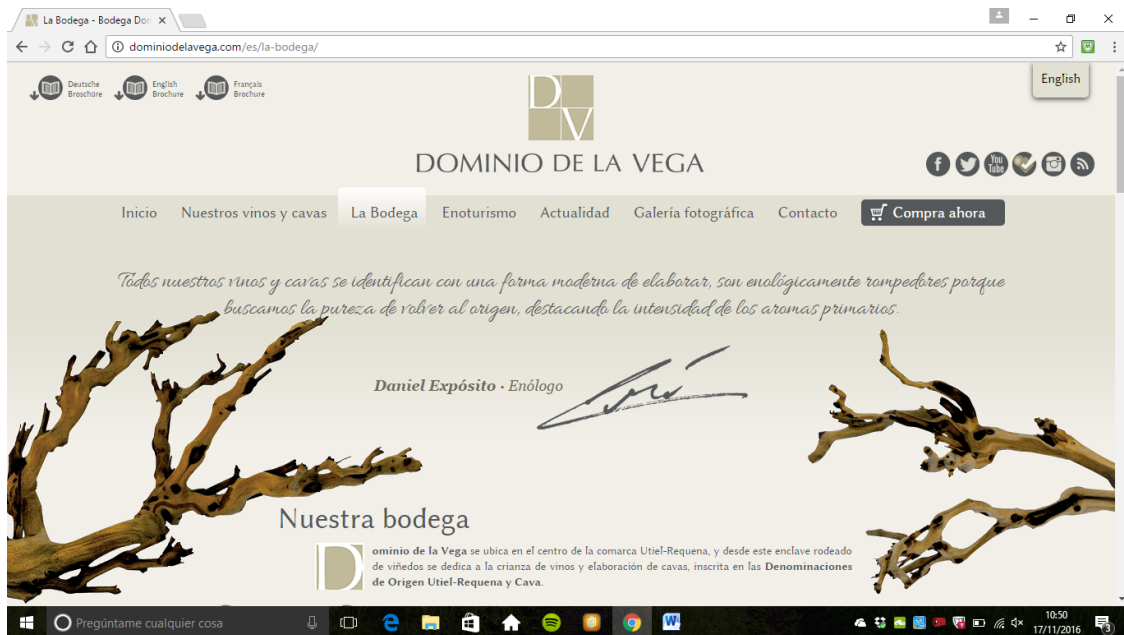 La Bodega - Bodega Don
dominiodelavega.com/es/la-bodega/
Deutsche
Broschüre
English
Brochure
Français
Brochure
English
D
V
DOMINIO DE LA VEGA
f
You
Tube
Inicio Nuestros vinos y cavas La Bodega Enoturismo Actualidad Galería fotográfica Contacto Compra ahora
Todos nuestros vinos y cavas se identifican con una forma moderna de elaborar, son enológicamente rompedores porque
buscamos la pureza de volver al origen, destacando la intensidad de los aromas primarios.
Daniel Expósito · Enólogo
Nuestra bodega
Dominio de la Vega se ubica en el centro de la comarca Utiel-Requena, y desde este enclave rodeado
de viñedos se dedica a la crianza de vinos y elaboración de cavas, inscrita en las Denominaciones
de Origen Utiel-Requena y Cava.
Pregúntame cualquier cosa
10:50
17/11/2016
3